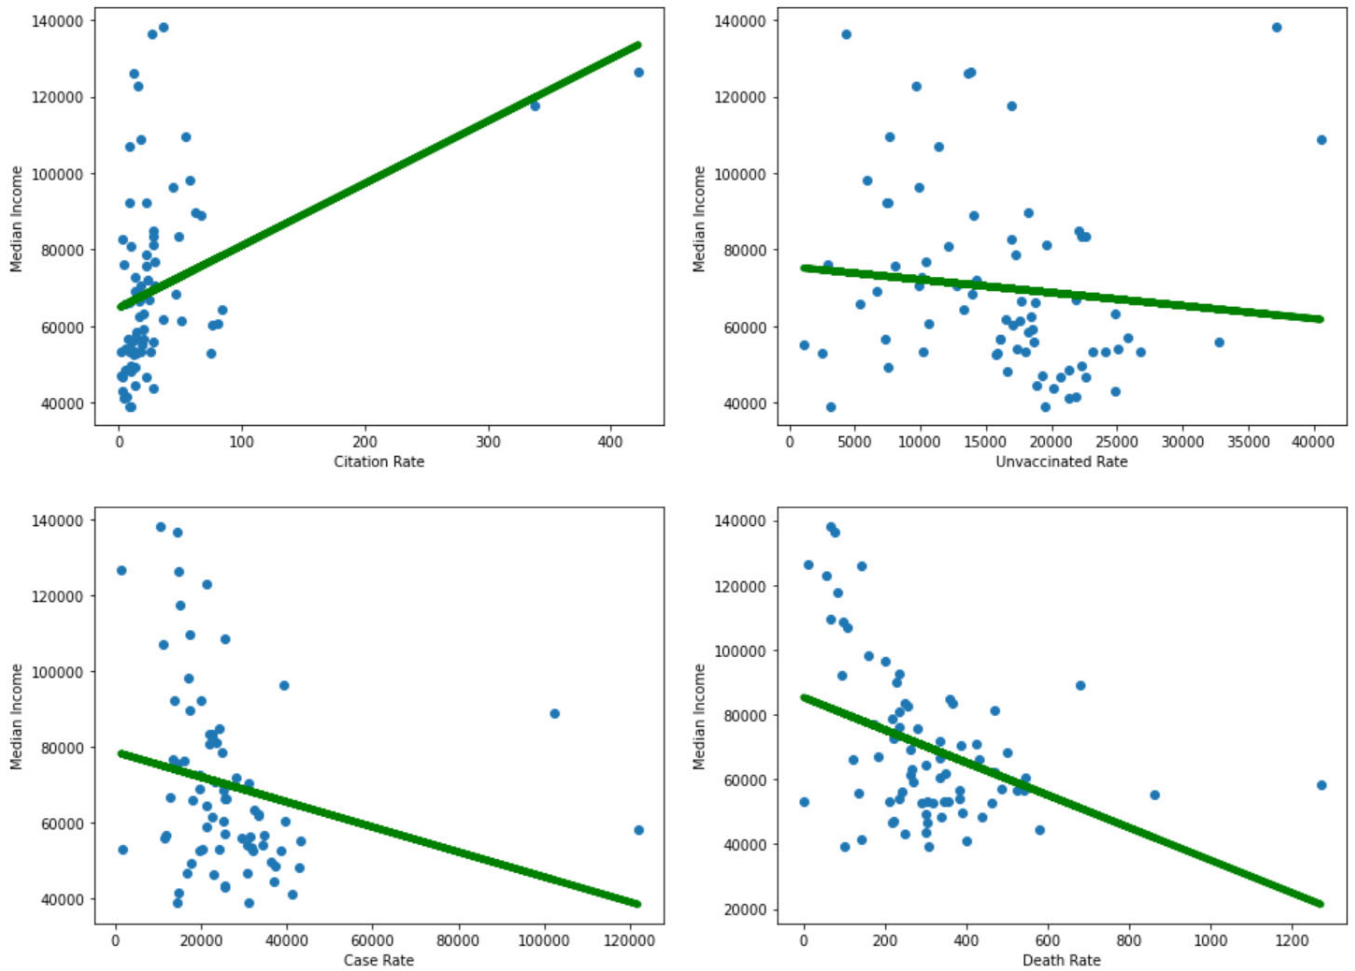 140000
120000
100000
80000
60000
40000
Median Income
0 100 200 300 400
Citation Rate
140000
120000
100000
80000
60000
40000
Median Income
0 5000 10000 15000 20000 25000 30000 35000 40000
Unvaccinated Rate
140000
120000
100000
80000
60000
40000
Median Income
0 20000 40000 60000 80000 100000 120000
Case Rate
140000
120000
100000
80000
60000
40000
20000
Median Income
0 200 400 600 800 1000 1200
Death Rate